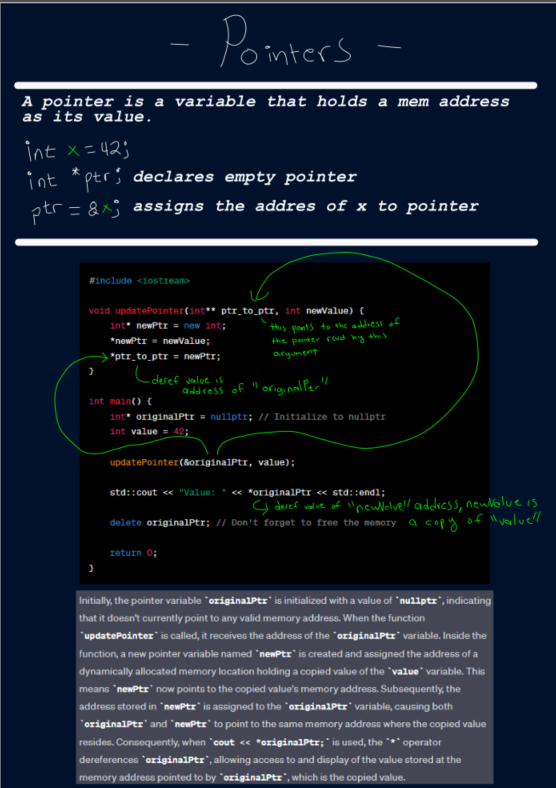 - Pointers -
A pointer is a variable that holds a mem address
as its value.
int x = 42;
int *ptr; declares empty pointer
ptr = &x; assigns the addres of x to pointer
#include <iostream>
void updatePointer(int** ptr_to_ptr, int newValue) {
int* newPtr = new int;
this points to the address of
*newPtr = newValue;
the pointer rcvd by this
*ptr_to_ptr = newPtr;
argument
}
deref value is
address of "originalPtr"
int main() {
int* originalPtr = nullptr; // Initialize to nullptr
int value = 42;
updatePointer(&originalPtr, value);
std::cout << "Value: " << *originalPtr << std::endl;
deref value of "newValue" address, newValue is
delete originalPtr; // Don't forget to free the memory
a copy of "value"
return 0;
}
Initially, the pointer variable `originalPtr` is initialized with a value of `nullptr`, indicating
that it doesn't currently point to any valid memory address. When the function
`updatePointer` is called, it receives the address of the `originalPtr` variable. Inside the
function, a new pointer variable named `newPtr` is created and assigned the address of a
dynamically allocated memory location holding a copied value of the `value` variable. This
means `newPtr` now points to the copied value's memory address. Subsequently, the
address stored in `newPtr` is assigned to the `originalPtr` variable, causing both
`originalPtr` and `newPtr` to point to the same memory address where the copied value
resides. Consequently, when `cout << *originalPtr;` is used, the `*` operator
dereferences `originalPtr`, allowing access to and display of the value stored at the
memory address pointed to by `originalPtr`, which is the copied value.